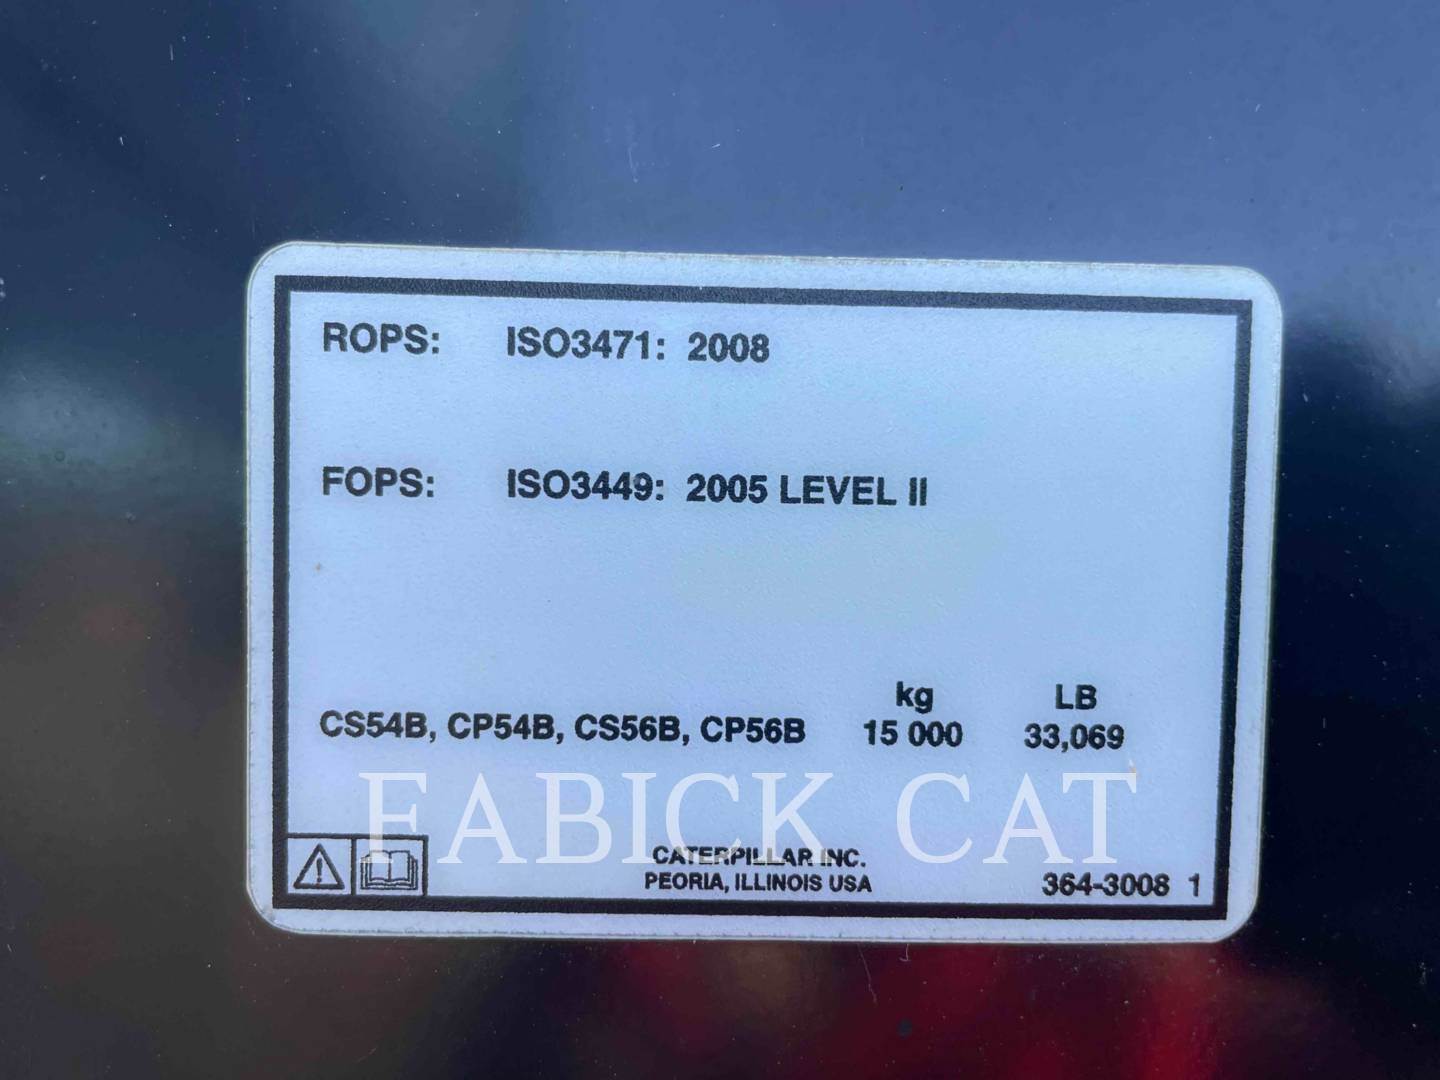 ROPS: ISO3471: 2008
FOPS: ISO3449: 2005 LEVEL II
kg LB
CS54B, CP54B, CS56B, CP56B 15 000 33,069
FABICK CAT
CATERPILLAR INC.
PEORIA, ILLINOIS USA
364-3008 1